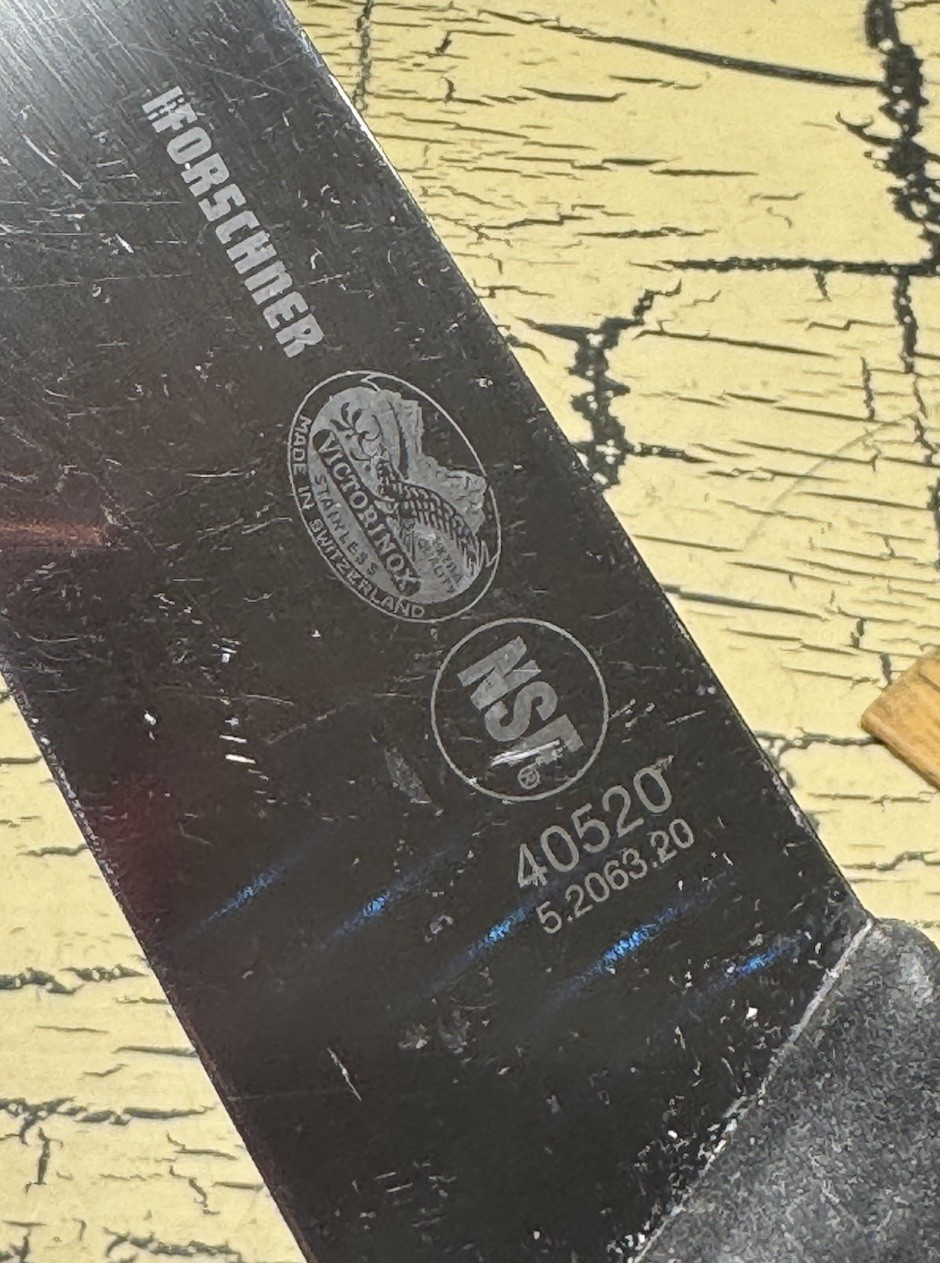 FORSCHNER
VICTORINOX
STAINLESS
MADE IN SWITZERLAND
NSF®
40520
5.2063.20